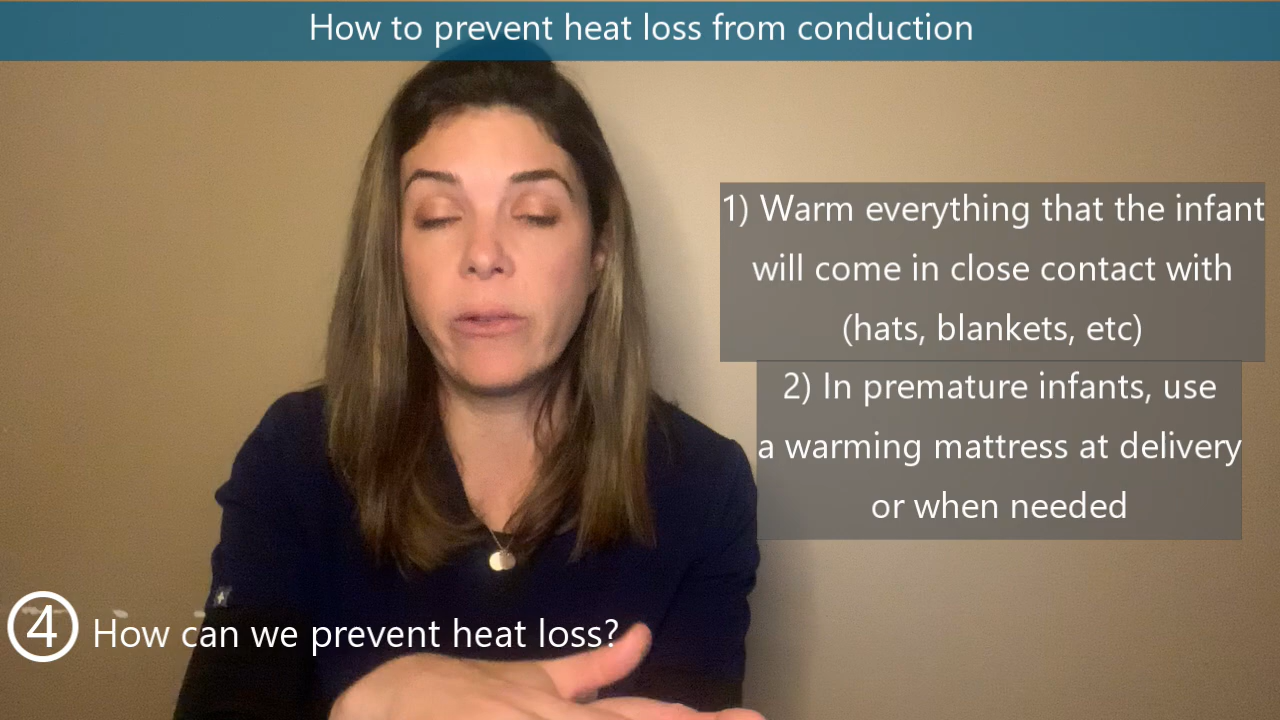 How to prevent heat loss from conduction
1) Warm everything that the infant
will come in close contact with
(hats, blankets, etc)
2) In premature infants, use
a warming mattress at delivery
or when needed
4 How can we prevent heat loss?